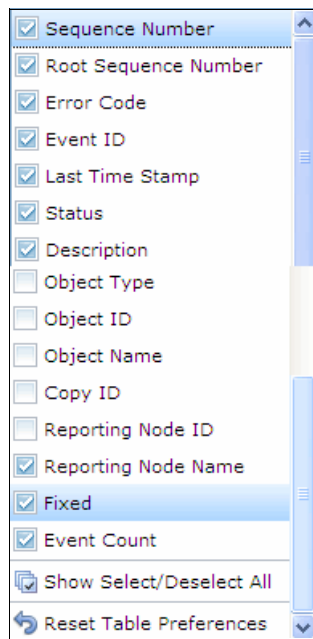 Sequence Number
Root Sequence Number
Error Code
Event ID
Last Time Stamp
Status
Description
Object Type
Object ID
Object Name
Copy ID
Reporting Node ID
Reporting Node Name
Fixed
Event Count
Show Select/Deselect All
Reset Table Preferences